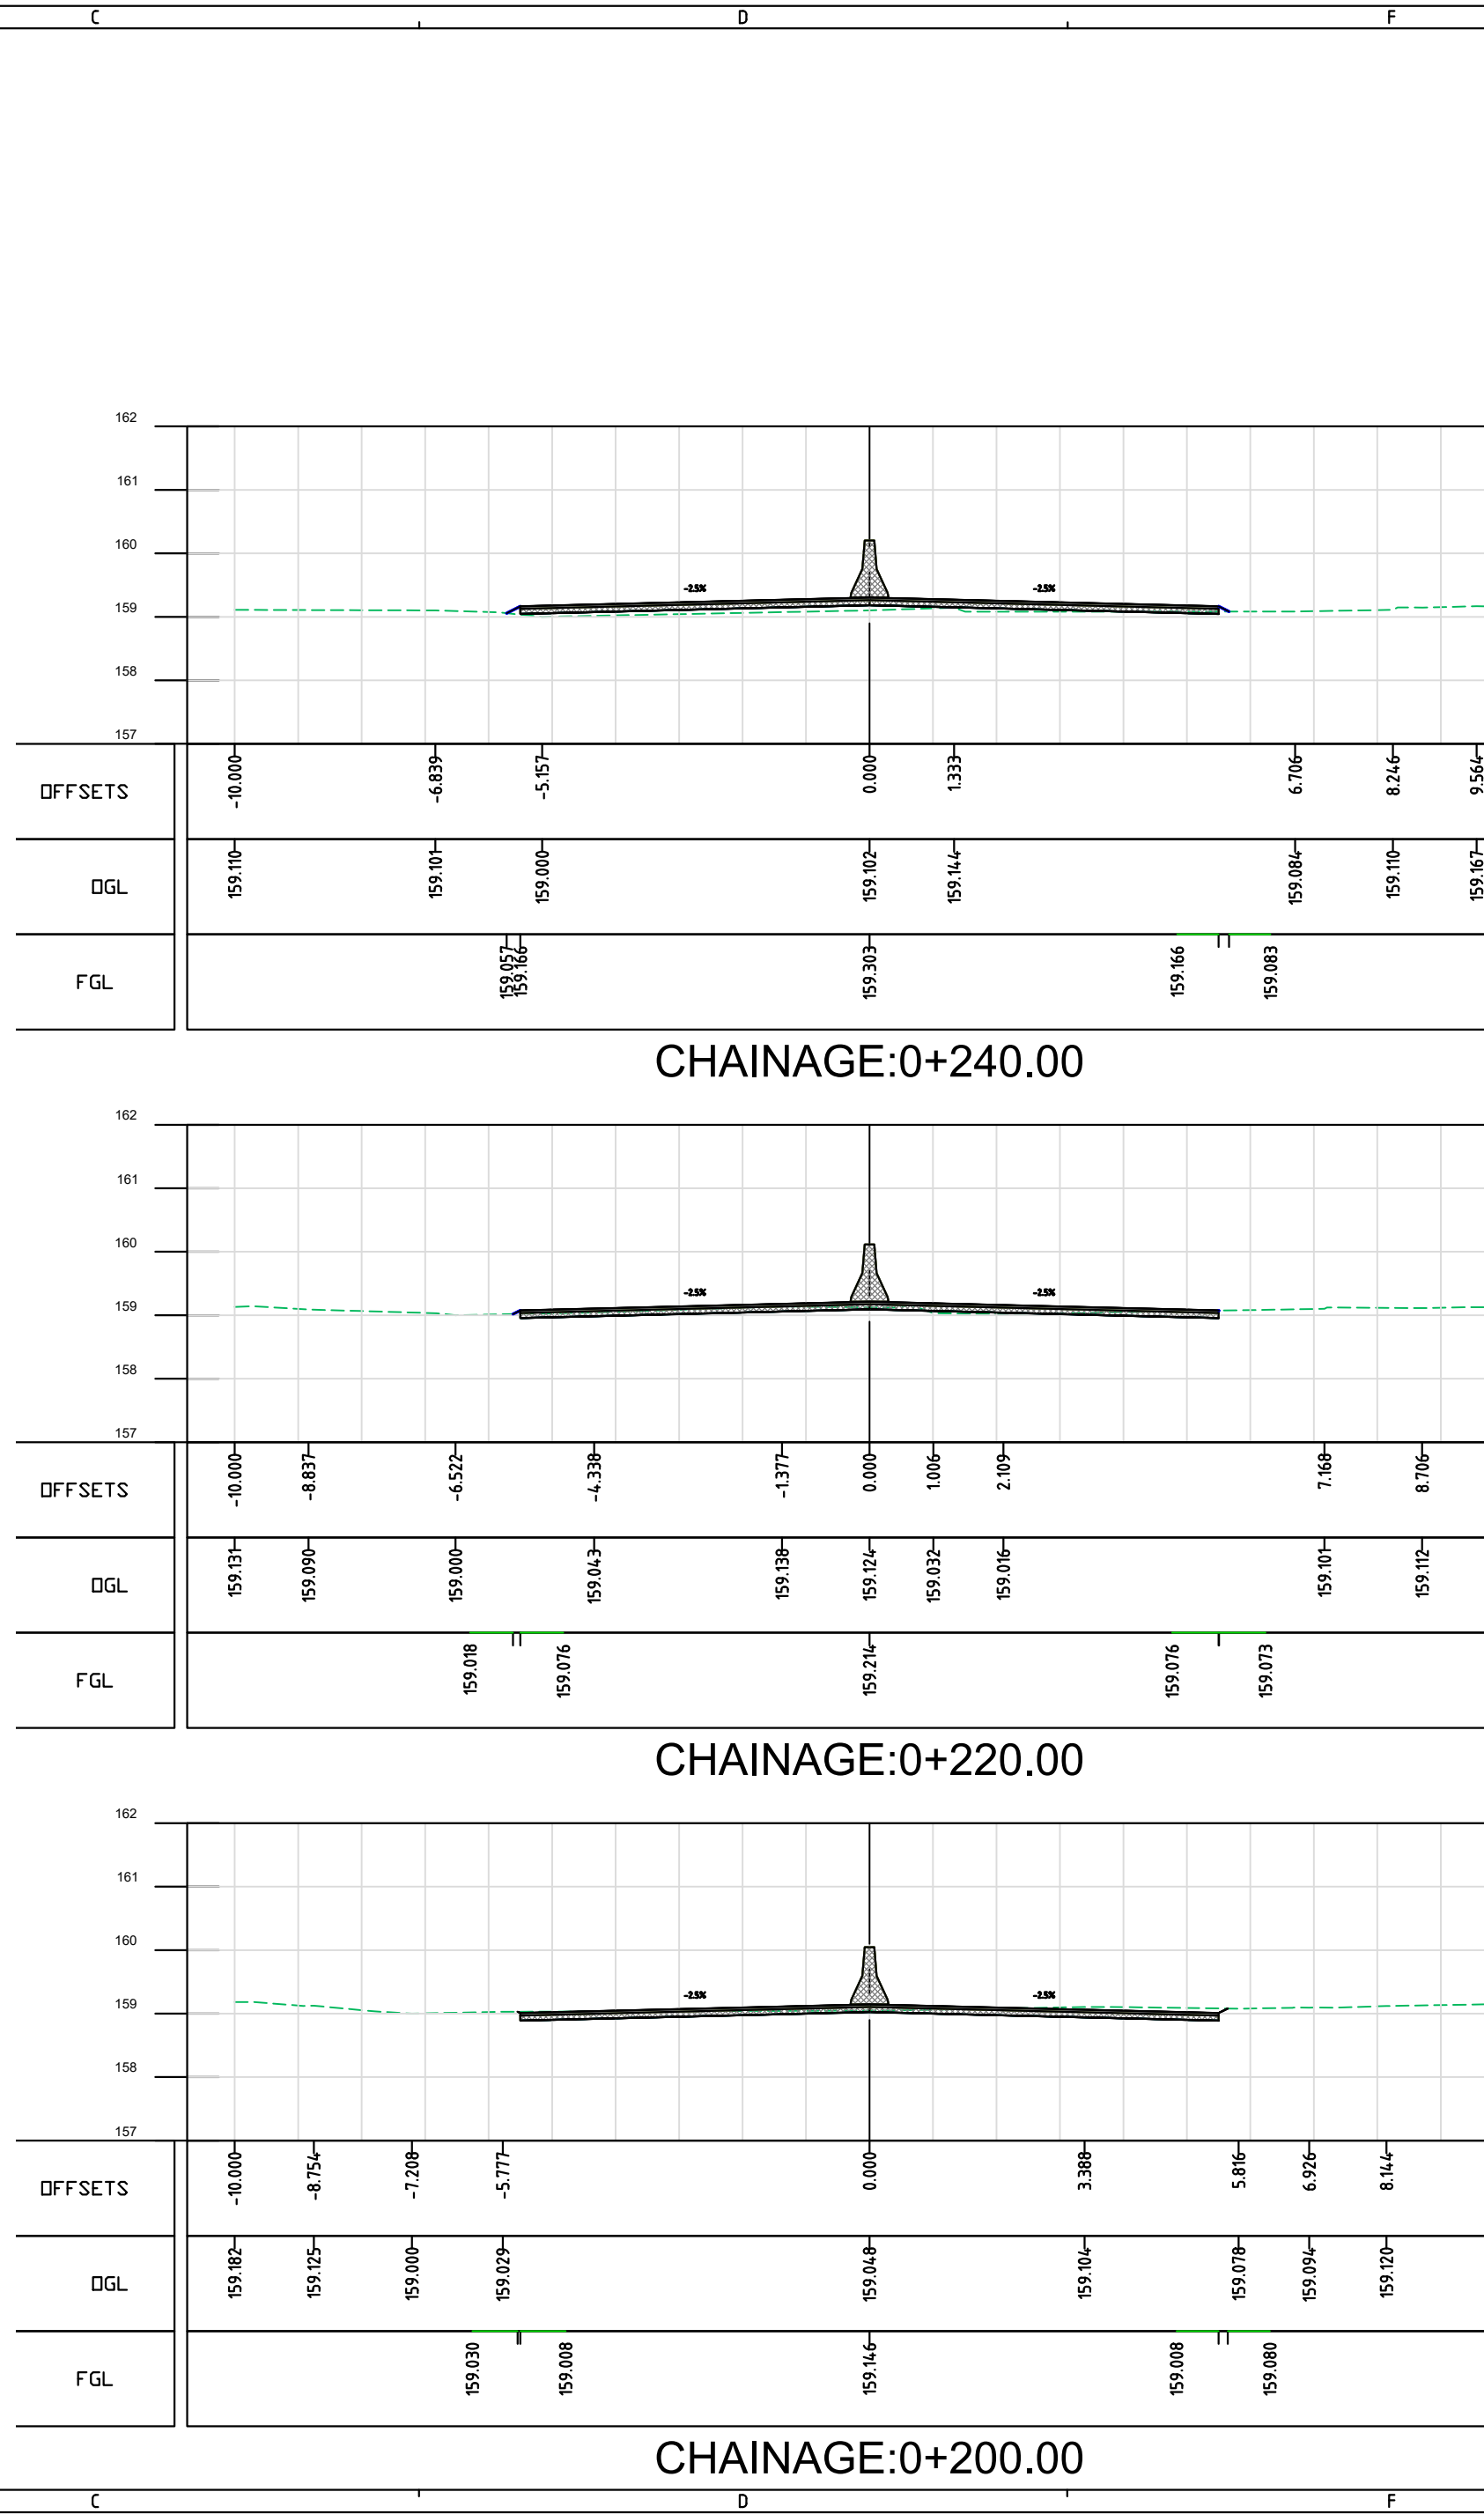 C D F
162
161
160
159
158
157
-2.5% -2.5%
OFFSETS -10.000 -6.839 -5.157 0.000 1.333 6.706 8.246 9.564
OGL 159.110 159.101 159.000 159.102 159.144 159.084 159.110 159.167
FGL 159.057 159.166 159.303 159.166 159.083
CHAINAGE:0+240.00
162
161
160
159
158
157
-2.5% -2.5%
OFFSETS -10.000 -8.837 -6.522 -4.338 -1.377 0.000 1.006 2.109 7.168 8.706
OGL 159.131 159.090 159.000 159.043 159.138 159.124 159.032 159.016 159.101 159.112
FGL 159.018 159.076 159.214 159.076 159.073
CHAINAGE:0+220.00
162
161
160
159
158
157
-2.5% -2.5%
OFFSETS -10.000 -8.754 -7.208 -5.777 0.000 3.388 5.816 6.926 8.144
OGL 159.182 159.125 159.000 159.029 159.048 159.104 159.078 159.094 159.120
FGL 159.030 159.008 159.146 159.008 159.080
CHAINAGE:0+200.00
C D F